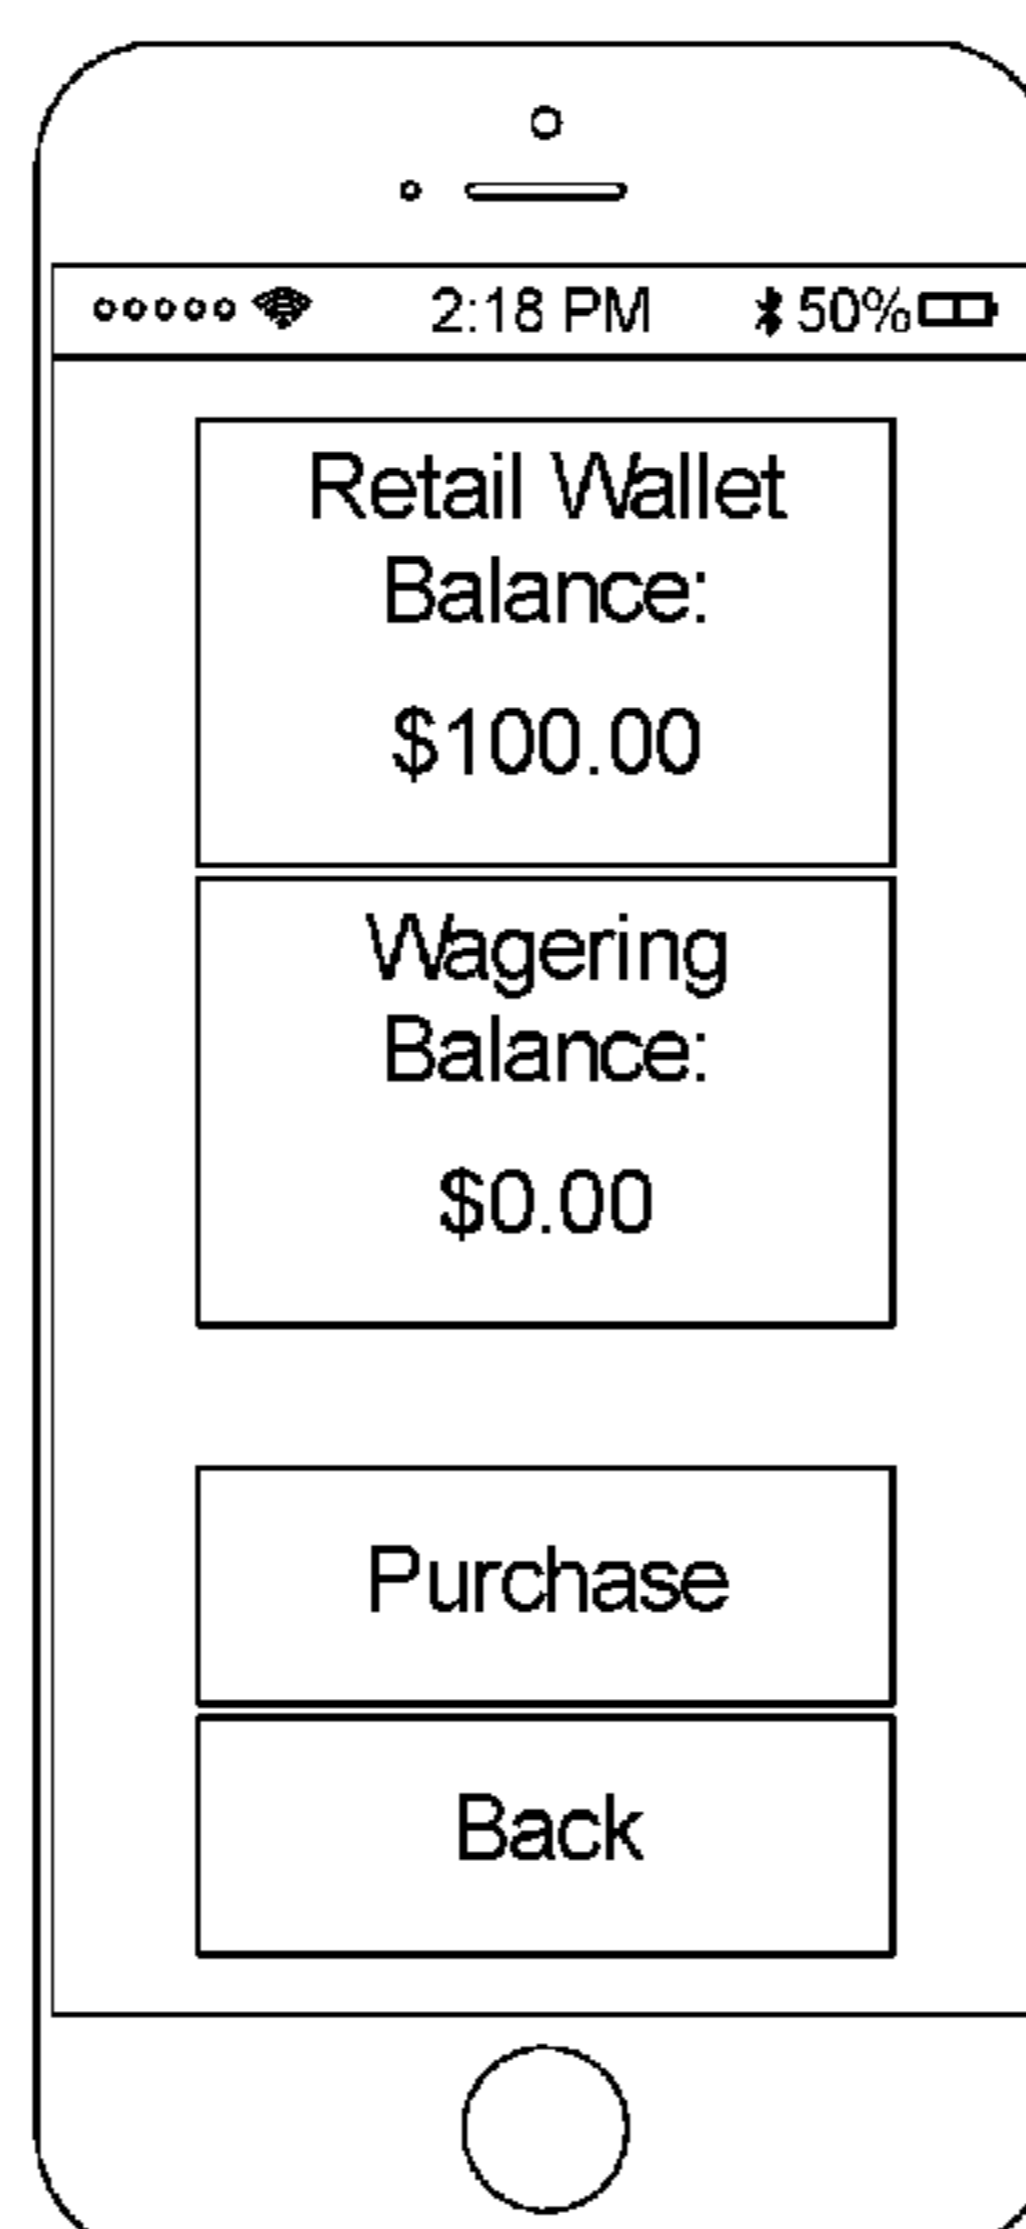 2:18 PM 50%
Retail Wallet
Balance:
$100.00
Wagering
Balance:
$0.00
Purchase
Back